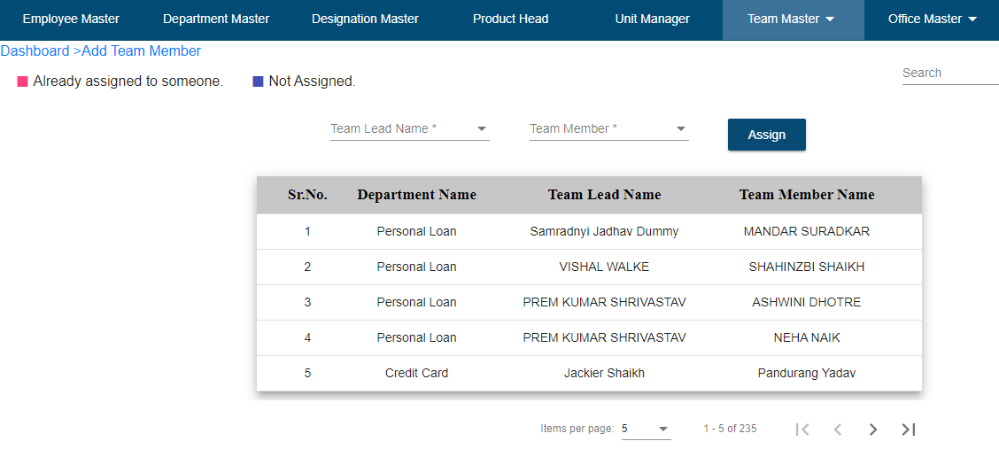 Employee Master Department Master Designation Master Product Head Unit Manager Team Master Office Master
Dashboard >Add Team Member
Already assigned to someone. Not Assigned.
Search
Team Lead Name * Team Member * Assign
Sr.No. Department Name Team Lead Name Team Member Name
1 Personal Loan Samradnyi Jadhav Dummy MANDAR SURADKAR
2 Personal Loan VISHAL WALKE SHAHINZBI SHAIKH
3 Personal Loan PREM KUMAR SHRIVASTAV ASHWINI DHOTRE
4 Personal Loan PREM KUMAR SHRIVASTAV NEHA NAIK
5 Credit Card Jackier Shaikh Pandurang Yadav
Items per page: 5 1 - 5 of 235